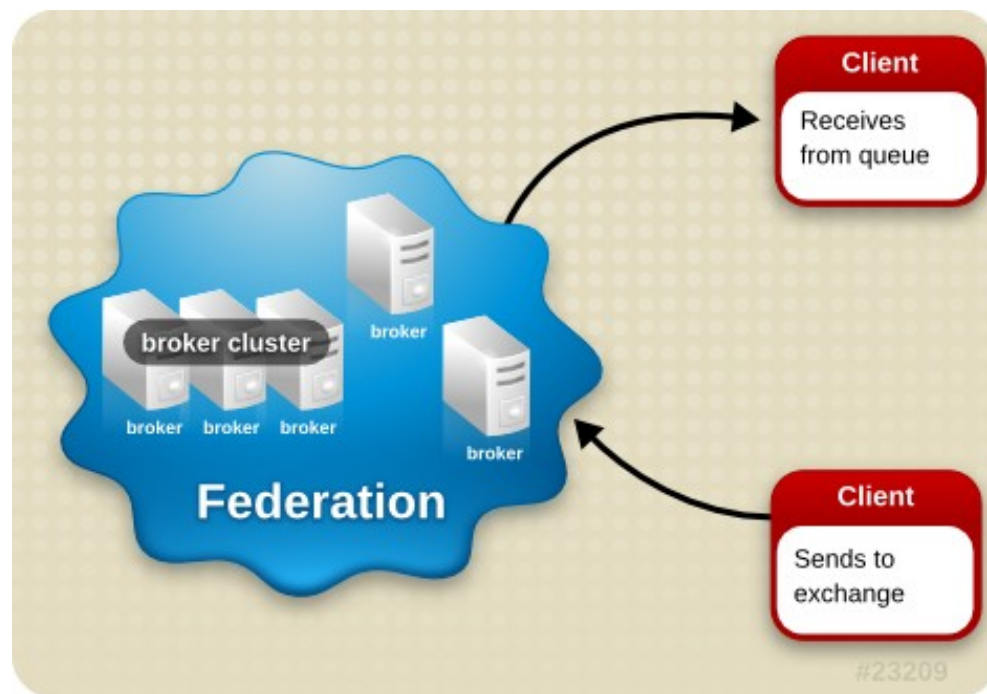 Client
Receives
from queue
broker
broker cluster
broker broker broker
broker
Federation
Client
Sends to
exchange
#23209